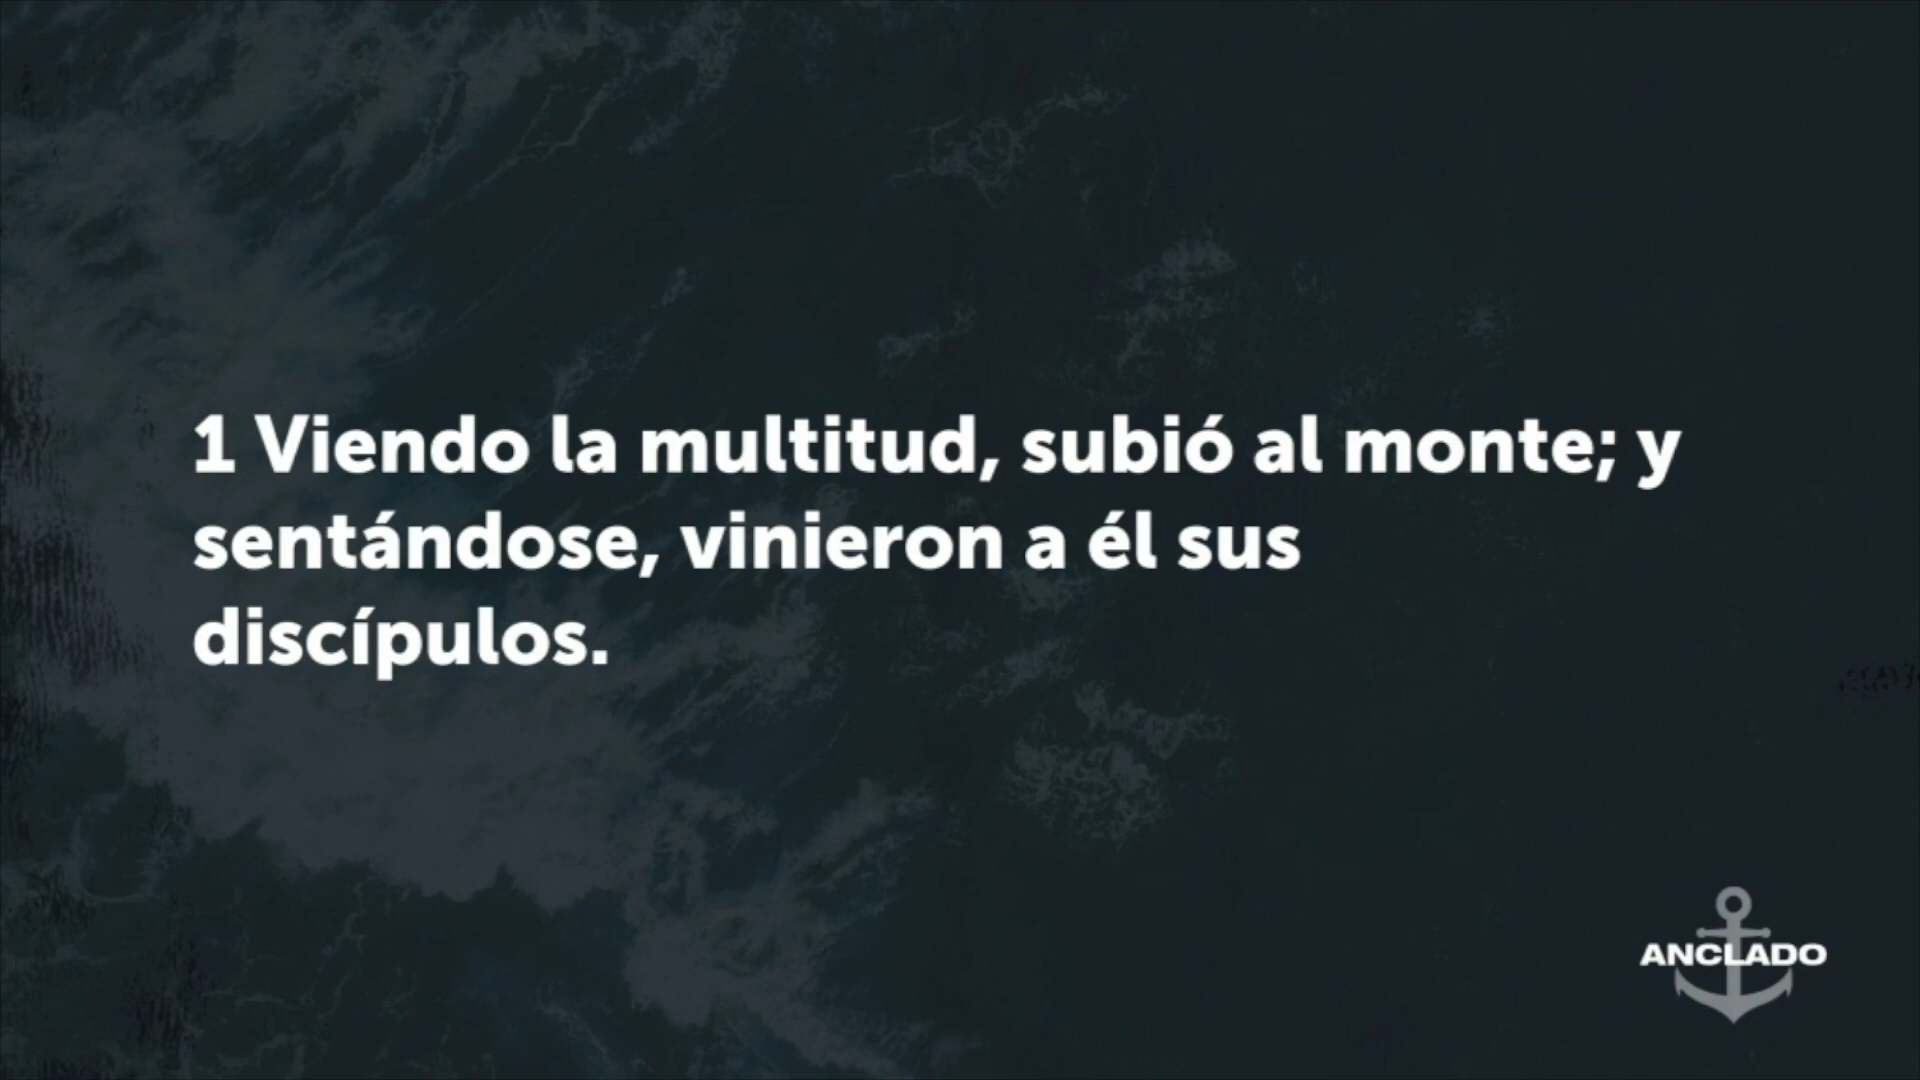 1 Viendo la multitud, subió al monte; y
sentándose, vinieron a él sus
discípulos.
ANCLADO